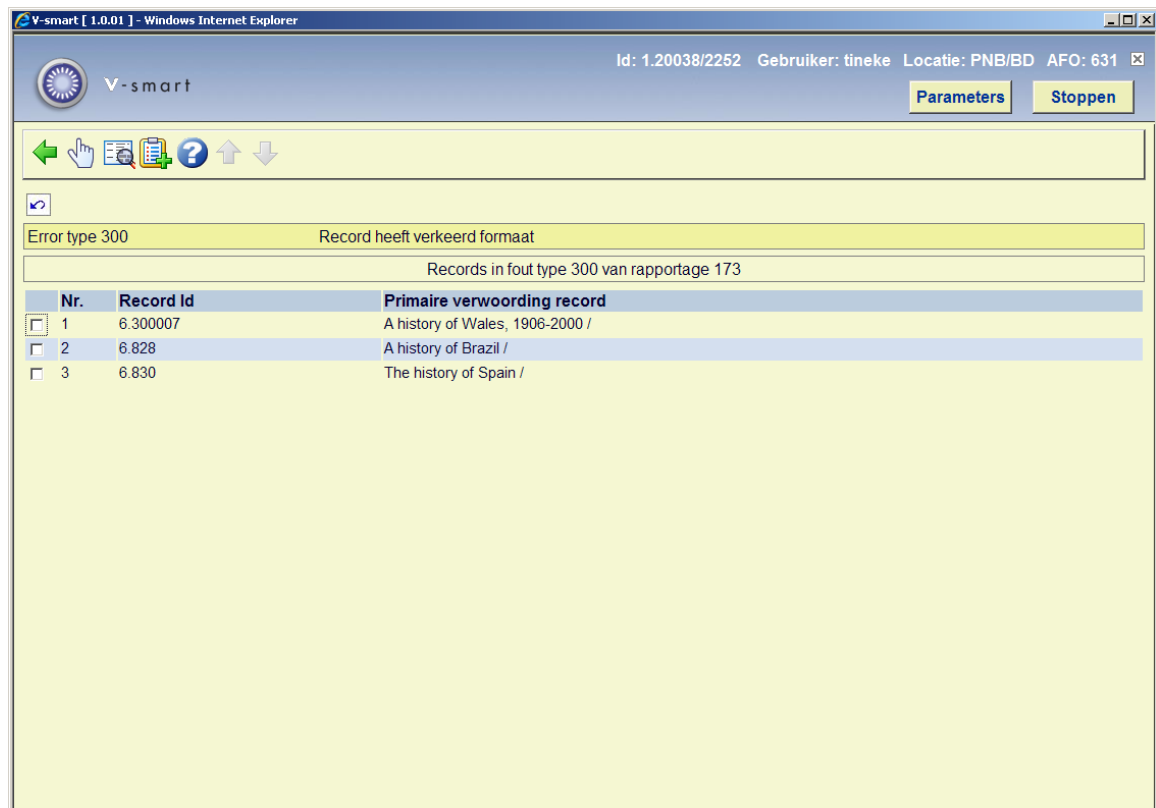 V-smart [ 1.0.01 ] - Windows Internet Explorer
Id: 1.20038/2252 Gebruiker: tineke Locatie: PNB/BD AFO: 631
V-smart
Parameters Stoppen
Error type 300 Record heeft verkeerd formaat
Records in fout type 300 van rapportage 173
Nr. Record Id Primaire verwoording record
1 6.300007 A history of Wales, 1906-2000 /
2 6.828 A history of Brazil /
3 6.830 The history of Spain /